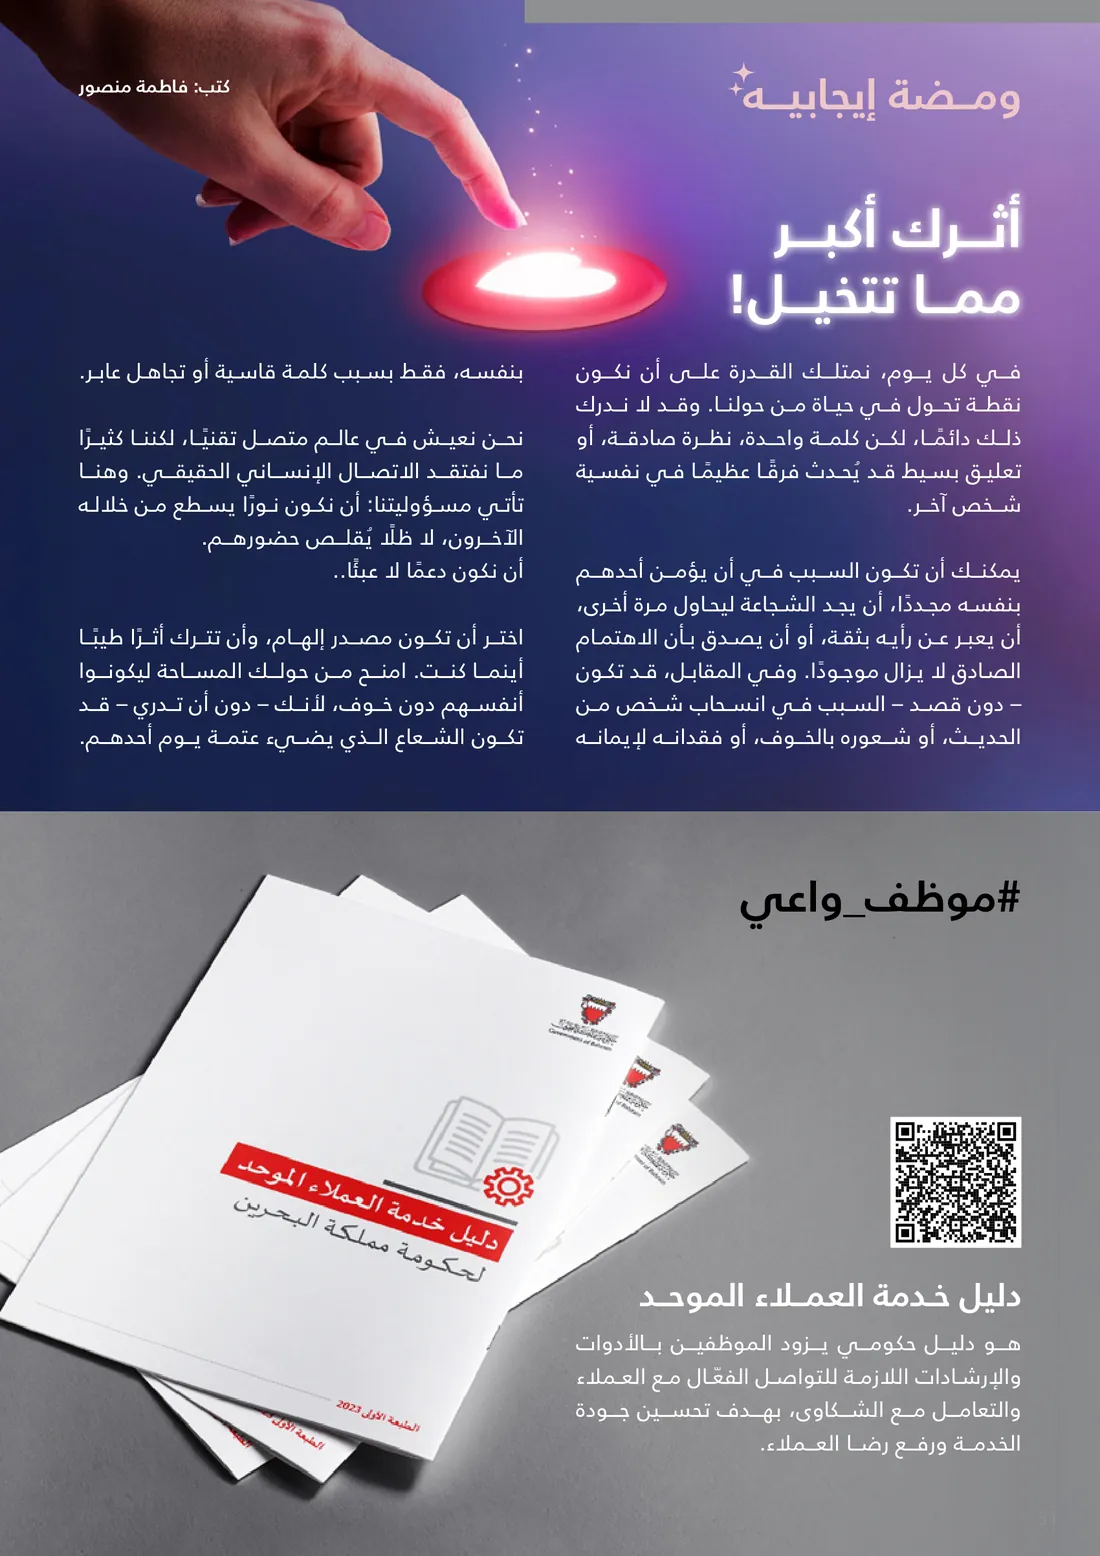 ومضة إيجابيه
كتب: فاطمة منصور
أثرك أكبر
مما تتخيل!
في كل يوم، نمتلك القدرة على أن نكون
نقطة تحول في حياة من حولنا. وقد لا ندرك
ذلك دائمًا، لكن كلمة واحدة، نظرة صادقة، أو
تعليق بسيط قد يُحدث فرقًا عظيمًا في نفسية
شخص آخر.
يمكنك أن تكون السبب في أن يؤمن أحدهم
بنفسه مجددًا، أن يجد الشجاعة ليحاول مرة أخرى،
أن يعبر عن رأيه بثقة، أو أن يصدق بأن الاهتمام
الصادق لا يزال موجودًا. وفي المقابل، قد تكون
– دون قصد – السبب في انسحاب شخص من
الحديث، أو شعوره بالخوف، أو فقدانه لإيمانه
بنفسه، فقط بسبب كلمة قاسية أو تجاهل عابر.
نحن نعيش في عالم متصل تقنيًا، لكننا كثيرًا
ما نفتقد الاتصال الإنساني الحقيقي. وهنا
تأتي مسؤوليتنا: أن نكون نورًا يسطع من خلاله
الآخرون، لا ظلًا يُقلص حضورهم.
أن نكون دعمًا لا عبئًا..
اختر أن تكون مصدر إلهام، وأن تترك أثرًا طيبًا
أينما كنت. امنح من حولك المساحة ليكونوا
أنفسهم دون خوف، لأنك – دون أن تدري – قد
تكون الشعاع الذي يضيء عتمة يوم أحدهم.
#موظف_واعي
Government of Bahrain
دليل خدمة العملاء الموحد
لحكومة مملكة البحرين
الطبعة الأولى 2023
الطبعة الأولى
الطبعة
دليل خدمة العملاء الموحد
هو دليل حكومي يزود الموظفين بالأدوات
والإرشادات اللازمة للتواصل الفعّال مع العملاء
والتعامل مع الشكاوى، بهدف تحسين جودة
الخدمة ورفع رضا العملاء.